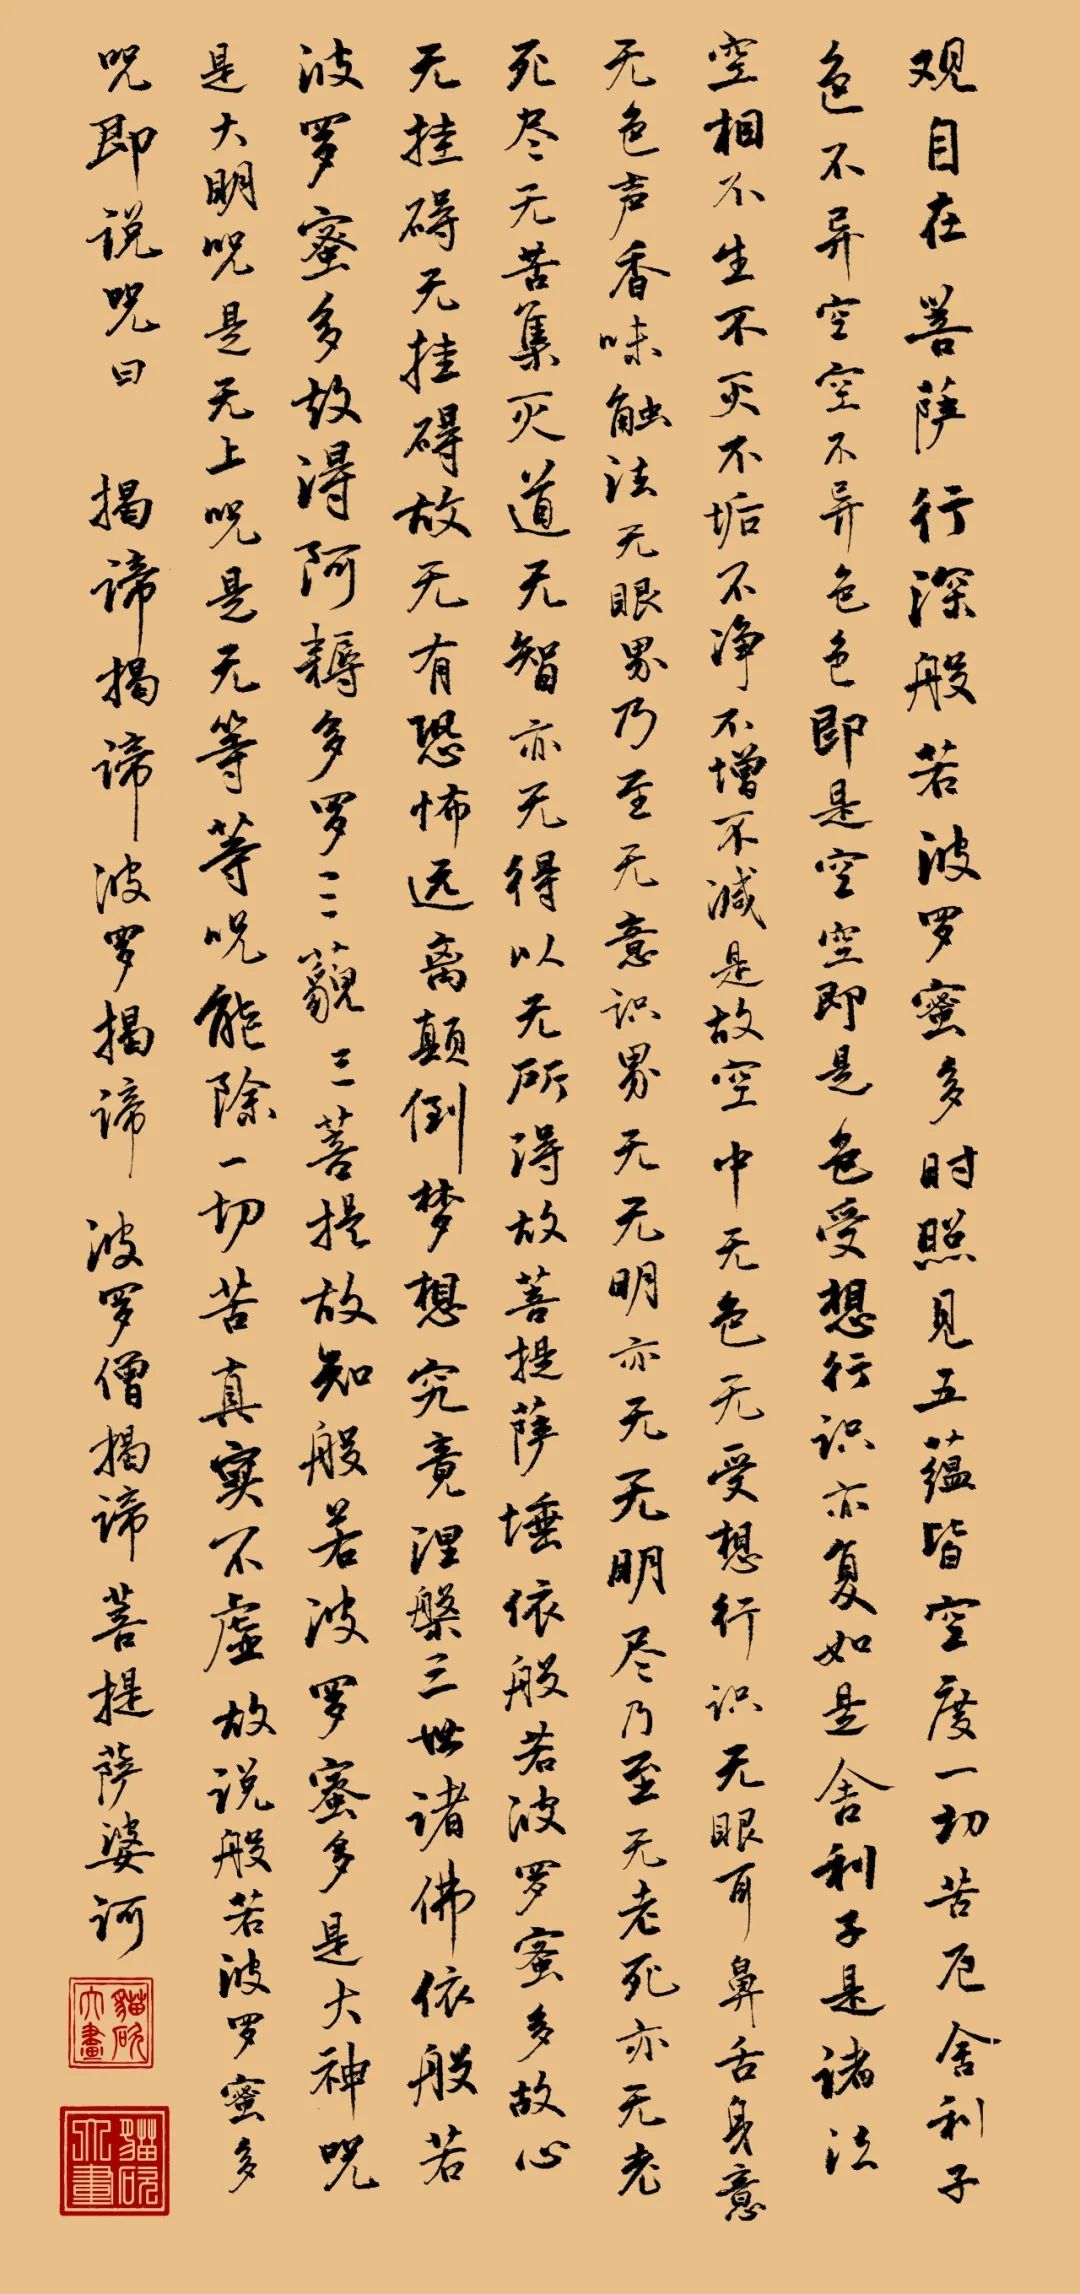 观自在菩萨行深般若波罗蜜多时照见五蕴皆空度一切苦厄舍利子
色不异空空不异色色即是空空即是色受想行识亦复如是舍利子是诸法
空相不生不灭不垢不净不增不减是故空中无色无受想行识无眼耳鼻舌身意
无色声香味触法无眼界乃至无意识界无无明亦无无明尽乃至无老死亦无老
死尽无苦集灭道无智亦无得以无所得故菩提萨埵依般若波罗蜜多故心
无挂碍无挂碍故无有恐怖远离颠倒梦想究竟涅槃三世诸佛依般若
波罗蜜多故得阿耨多罗三藐三菩提故知般若波罗蜜多是大神咒
是大明咒是无上咒是无等等咒能除一切苦真实不虚故说般若波罗蜜多
咒即说咒曰 揭谛揭谛波罗揭谛 波罗僧揭谛菩提萨婆诃